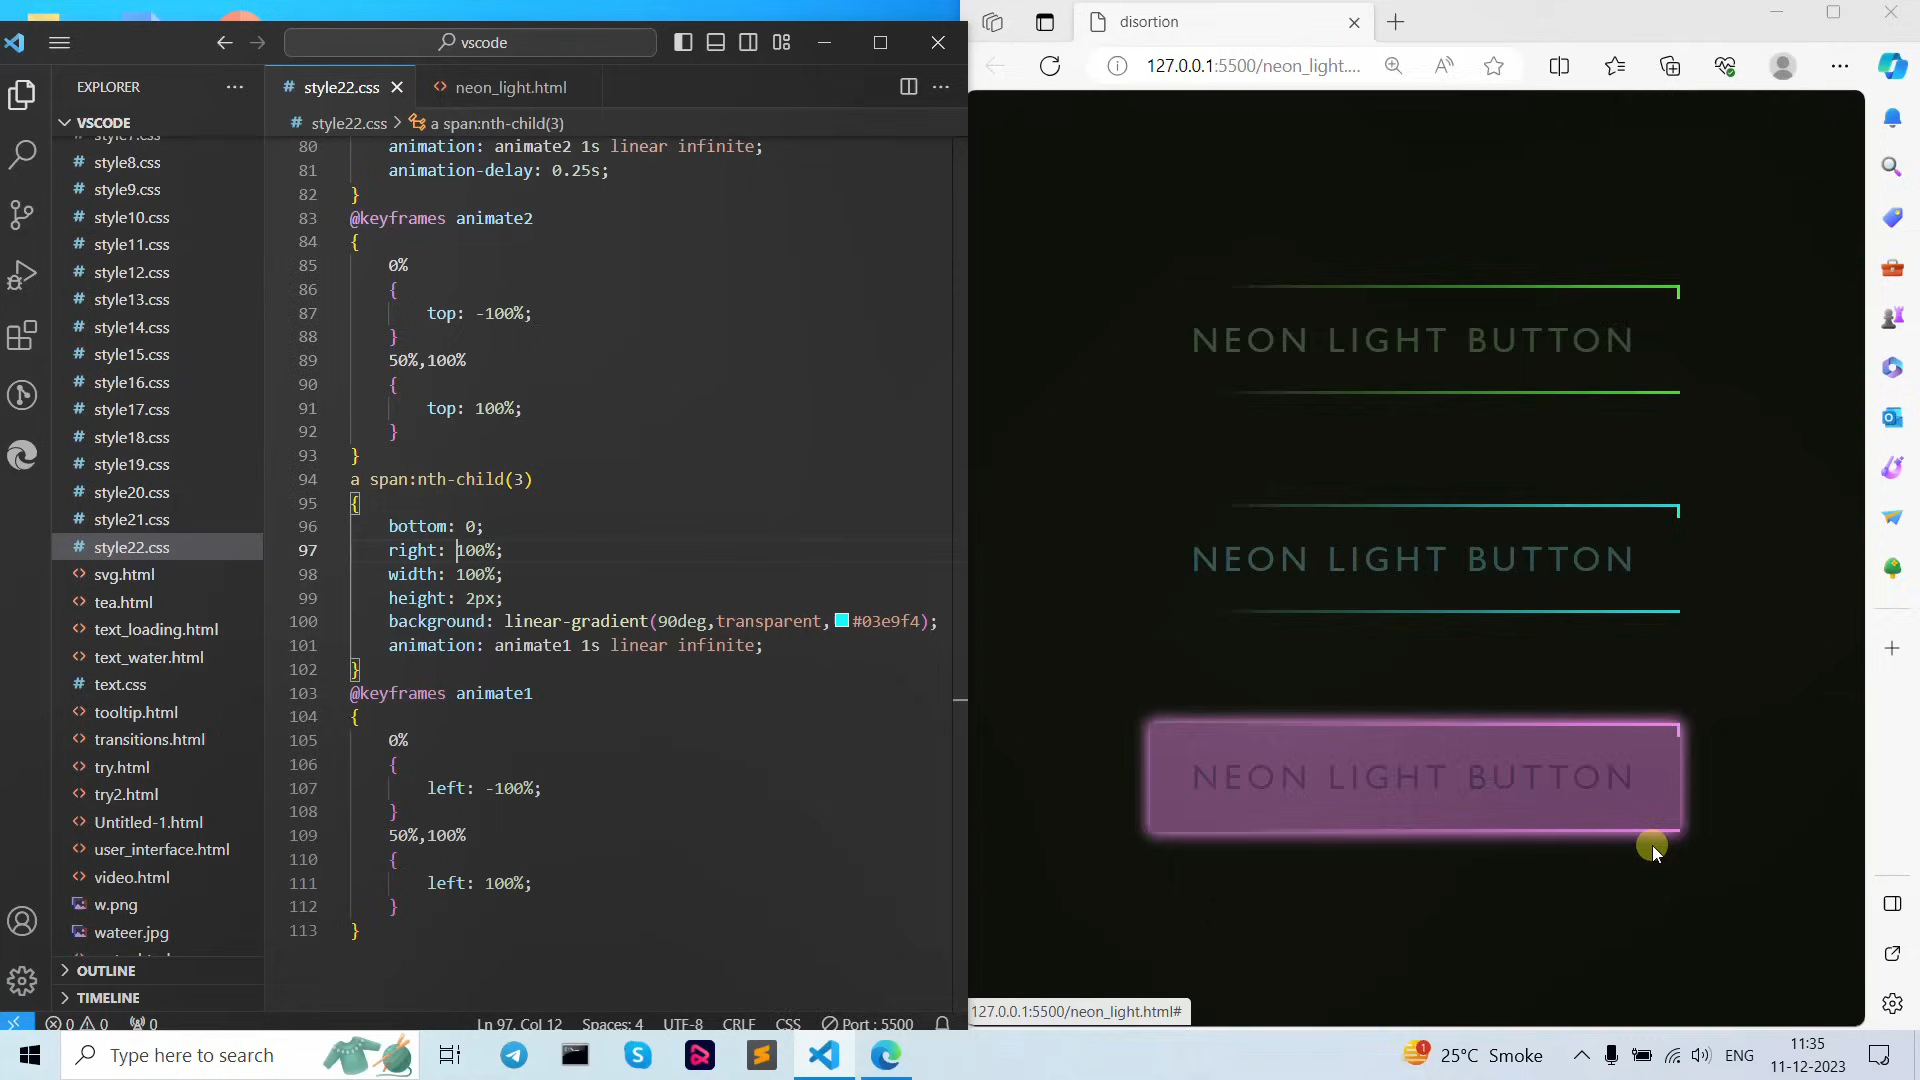 vscode
EXPLORER
VSCODE
style7.css
style8.css
style9.css
style10.css
style11.css
style12.css
style13.css
style14.css
style15.css
style16.css
style17.css
style18.css
style19.css
style20.css
style21.css
style22.css
svg.html
tea.html
text_loading.html
text_water.html
text.css
tooltip.html
transitions.html
try.html
try2.html
Untitled-1.html
user_interface.html
video.html
w.png
wateer.jpg
OUTLINE
TIMELINE
style22.css
neon_light.html
style22.css > a span:nth-child(3)
80 animation: animate2 1s linear infinite;
81 animation-delay: 0.25s;
82 }
83 @keyframes animate2
84 {
85 0%
86 {
87 top: -100%;
88 }
89 50%,100%
90 {
91 top: 100%;
92 }
93 }
94 a span:nth-child(3)
95 {
96 bottom: 0;
97 right: 100%;
98 width: 100%;
99 height: 2px;
100 background: linear-gradient(90deg,transparent,#03e9f4);
101 animation: animate1 1s linear infinite;
102 }
103 @keyframes animate1
104 {
105 0%
106 {
107 left: -100%;
108 }
109 50%,100%
110 {
111 left: 100%;
112 }
113 }
0 0 0 Ln 97, Col 12 Spaces: 4 UTF-8 CRLF CSS Port : 5500
disortion
127.0.0.1:5500/neon_light....
NEON LIGHT BUTTON
NEON LIGHT BUTTON
NEON LIGHT BUTTON
127.0.0.1:5500/neon_light.html#
Type here to search
1
25°C Smoke
ENG
11:35
11-12-2023